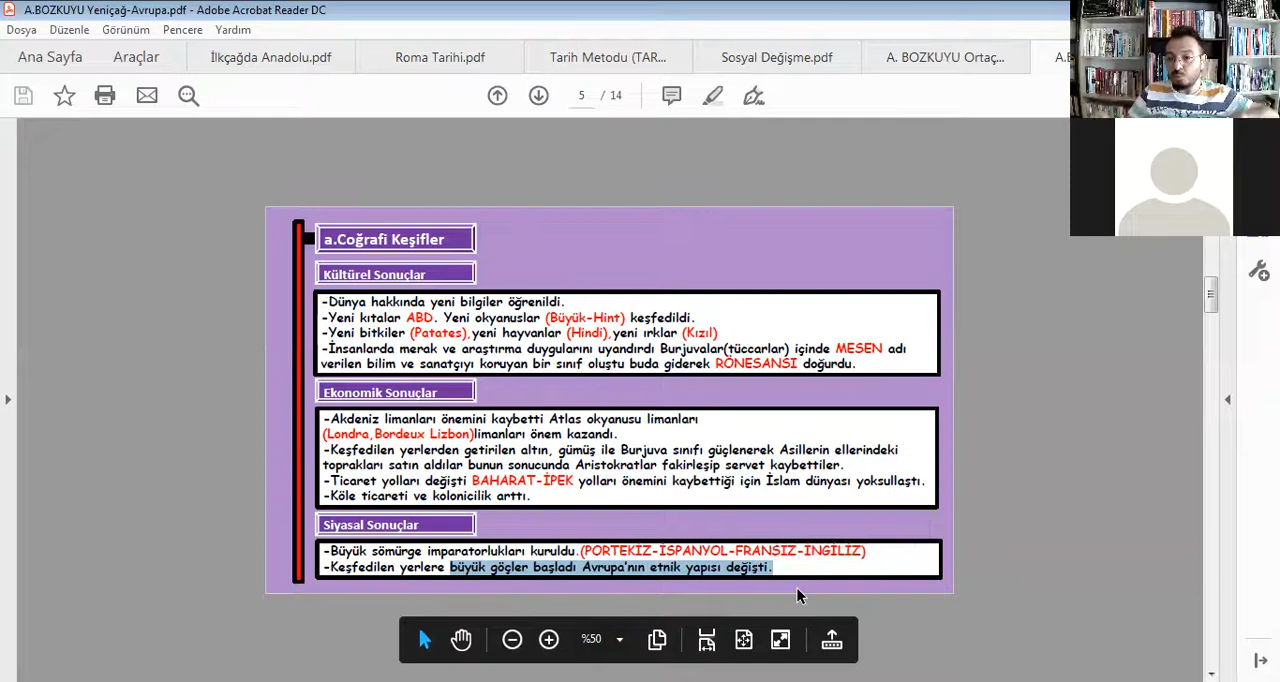 A.BOZKUYU Yeniçağ-Avrupa.pdf - Adobe Acrobat Reader DC
Dosya Düzenle Görünüm Pencere Yardım
Ana Sayfa Araçlar İlkçağda Anadolu.pdf Roma Tarihi.pdf Tarih Metodu (TAR... Sosyal Değişme.pdf A. BOZKUYU Ortaç...
5 / 14
a.Coğrafi Keşifler
Kültürel Sonuçlar
-Dünya hakkında yeni bilgiler öğrenildi.
-Yeni kıtalar ABD. Yeni okyanuslar (Büyük-Hint) keşfedildi.
-Yeni bitkiler (Patates),yeni hayvanlar (Hindi),yeni ırklar (Kızıl)
-İnsanlarda merak ve araştırma duygularını uyandırdı Burjuvalar(tüccarlar) içinde MESEN adı
verilen bilim ve sanatçıyı koruyan bir sınıf oluştu buda giderek RÖNESANSI doğurdu.
Ekonomik Sonuçlar
-Akdeniz limanları önemini kaybetti Atlas okyanusu limanları
(Londra,Bordeux Lizbon)limanları önem kazandı.
-Keşfedilen yerlerden getirilen altın, gümüş ile Burjuva sınıfı güçlenerek Asillerin ellerindeki
toprakları satın aldılar bunun sonucunda Aristokratlar fakirleşip servet kaybettiler.
-Ticaret yolları değişti BAHARAT-İPEK yolları önemini kaybettiği için İslam dünyası yoksullaştı.
-Köle ticareti ve kolonicilik arttı.
Siyasal Sonuçlar
-Büyük sömürge imparatorlukları kuruldu.(PORTEKİZ-İSPANYOL-FRANSIZ-İNGİLİZ)
-Keşfedilen yerlere büyük göçler başladı Avrupa'nın etnik yapısı değişti.
%50